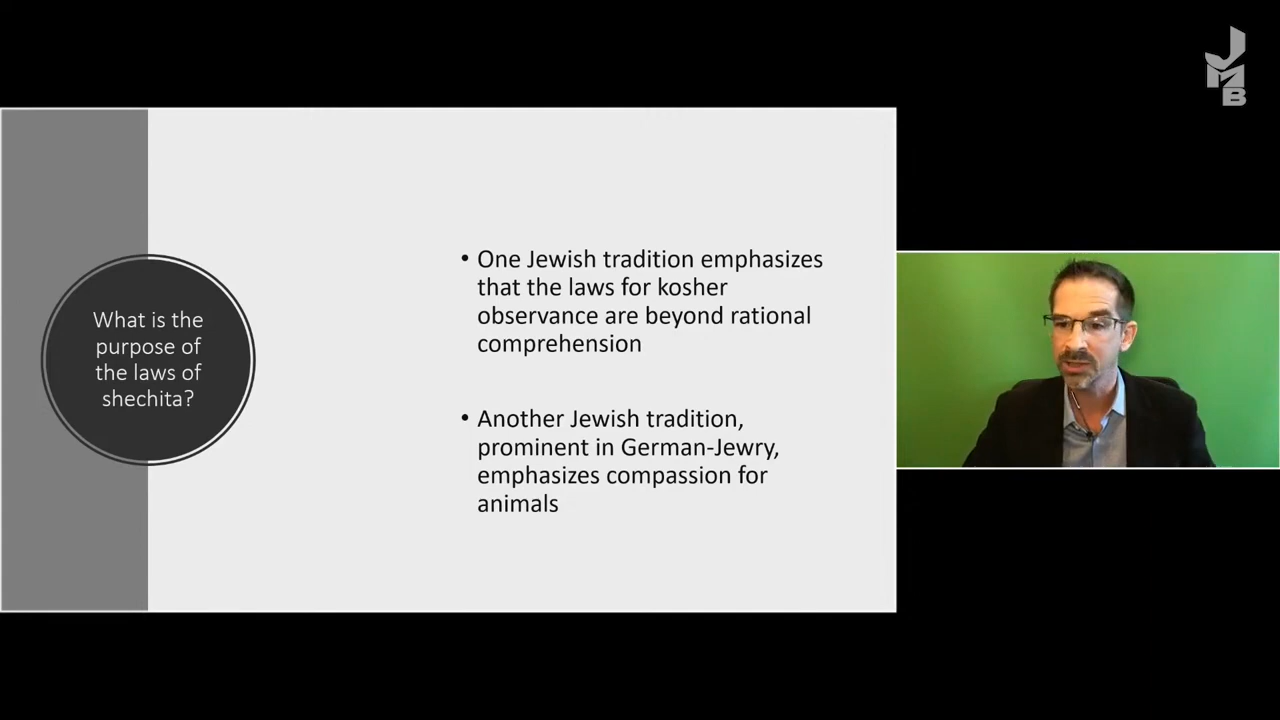 JMB
What is the
purpose of
the laws of
shechita?
• One Jewish tradition emphasizes
that the laws for kosher
observance are beyond rational
comprehension
• Another Jewish tradition,
prominent in German-Jewry,
emphasizes compassion for
animals